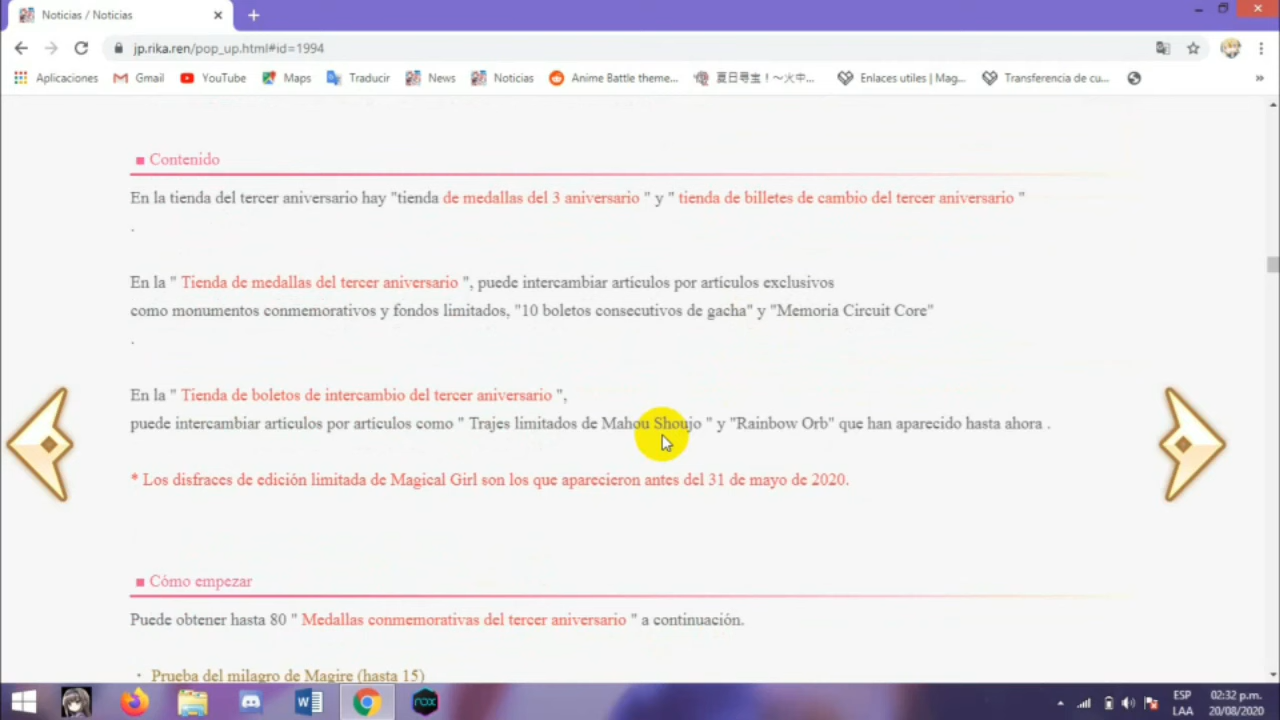 Noticias / Noticias
jp.rika.ren/pop_up.html#id=1994
Aplicaciones Gmail YouTube Maps Traducir News Noticias Anime Battle theme... 夏日尋宝！～火中... Enlaces utiles | Mag... Transferencia de cu... »
■ Contenido
En la tienda del tercer aniversario hay "tienda de medallas del 3 aniversario " y " tienda de billetes de cambio del tercer aniversario "
.
En la " Tienda de medallas del tercer aniversario ", puede intercambiar artículos por artículos exclusivos
como monumentos conmemorativos y fondos limitados, "10 boletos consecutivos de gacha" y "Memoria Circuit Core"
.
En la " Tienda de boletos de intercambio del tercer aniversario ",
puede intercambiar artículos por artículos como " Trajes limitados de Mahou Shoujo " y "Rainbow Orb" que han aparecido hasta ahora .
* Los disfraces de edición limitada de Magical Girl son los que aparecieron antes del 31 de mayo de 2020.
■ Cómo empezar
Puede obtener hasta 80 " Medallas conmemorativas del tercer aniversario " a continuación.
・ Prueba del milagro de Magire (hasta 15)
nox
ESP 02:32 p.m.
LAA 20/08/2020